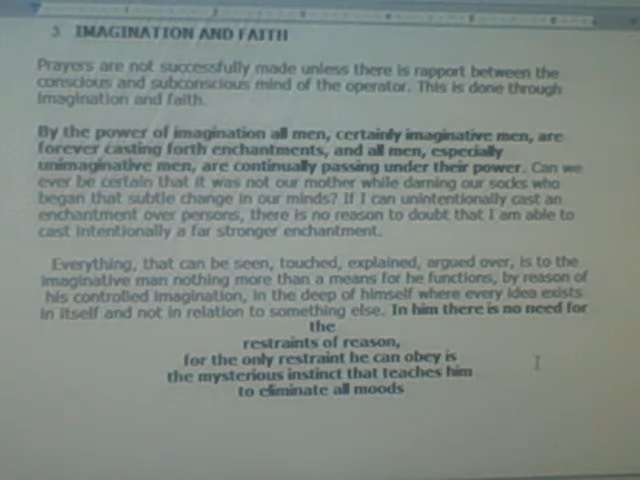 3 IMAGINATION AND FAITH
Prayers are not successfully made unless there is rapport between the
conscious and subconscious mind of the operator. This is done through
imagination and faith.
By the power of imagination all men, certainly imaginative men, are
forever casting forth enchantments, and all men, especially
unimaginative men, are continually passing under their power. Can we
ever be certain that it was not our mother while darning our socks who
began that subtle change in our minds? If I can unintentionally cast an
enchantment over persons, there is no reason to doubt that I am able to
cast intentionally a far stronger enchantment.
Everything, that can be seen, touched, explained, argued over, is to the
imaginative man nothing more than a means for he functions, by reason of
his controlled imagination, in the deep of himself where every idea exists
in itself and not in relation to something else. In him there is no need for
the
restraints of reason,
for the only restraint he can obey is
the mysterious instinct that teaches him
to eliminate all moods